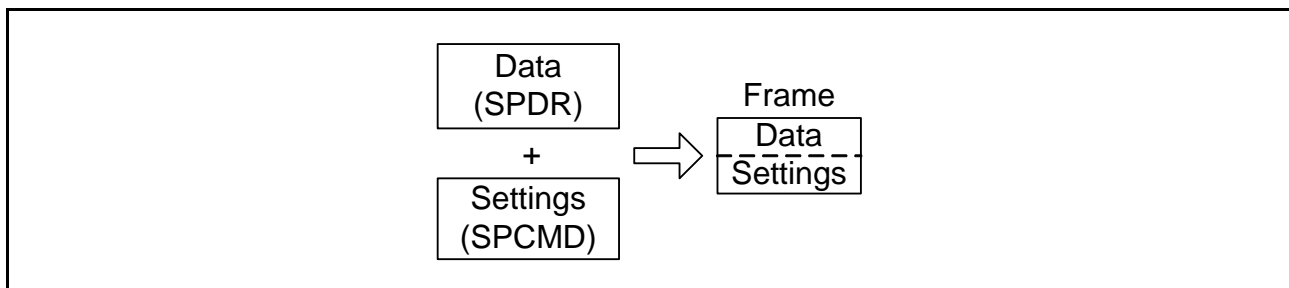 Data
(SPDR)
+
Settings
(SPCMD)
Frame
Data
Settings